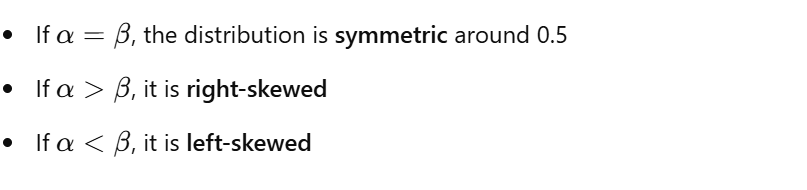 • If α = β, the distribution is symmetric around 0.5
• If α > β, it is right-skewed
• If α < β, it is left-skewed